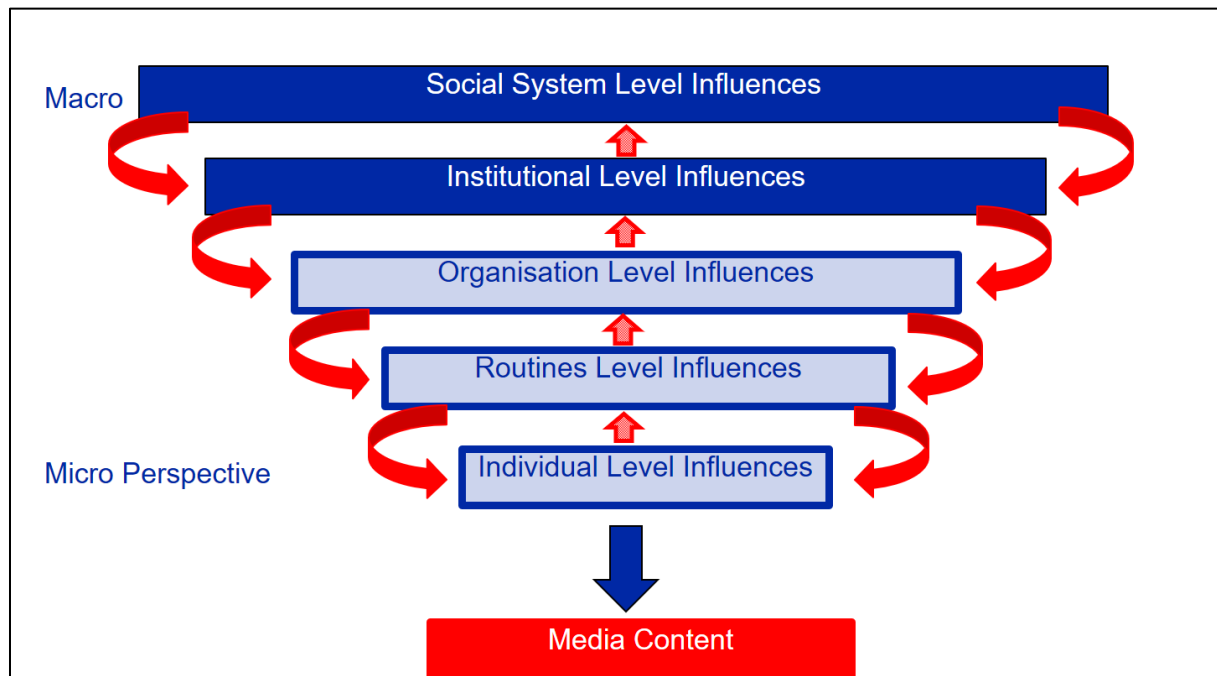 Social System Level Influences
Macro
Institutional Level Influences
Organisation Level Influences
Routines Level Influences
Individual Level Influences
Micro Perspective
Media Content